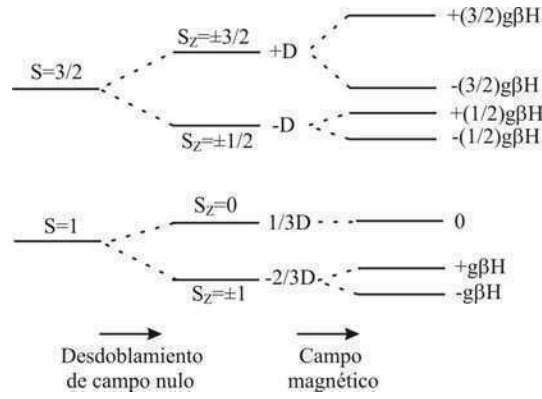 +(3/2)gβH
S_Z=±3/2
+D
S=3/2
-(3/2)gβH
+(1/2)gβH
-D
S_Z=±1/2
-(1/2)gβH
S_Z=0
S=1
1/3D
0
+gβH
-2/3D
S_Z=±1
-gβH
Desdoblamiento
de campo nulo
Campo
magnético